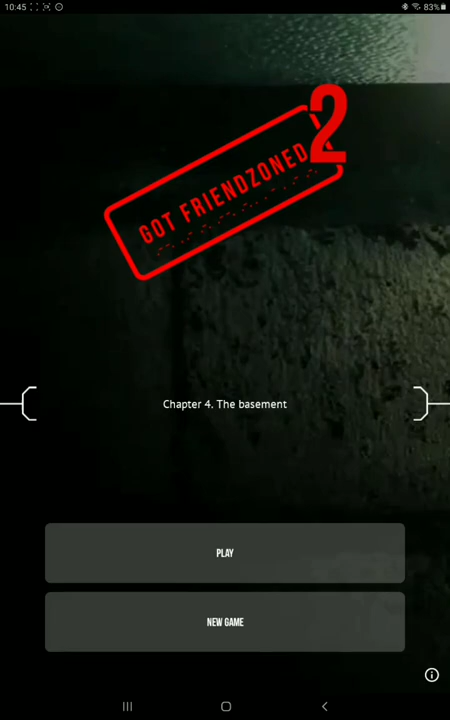 10:45
83%
2
GOT FRIENDZONED
Chapter 4. The basement
PLAY
NEW GAME